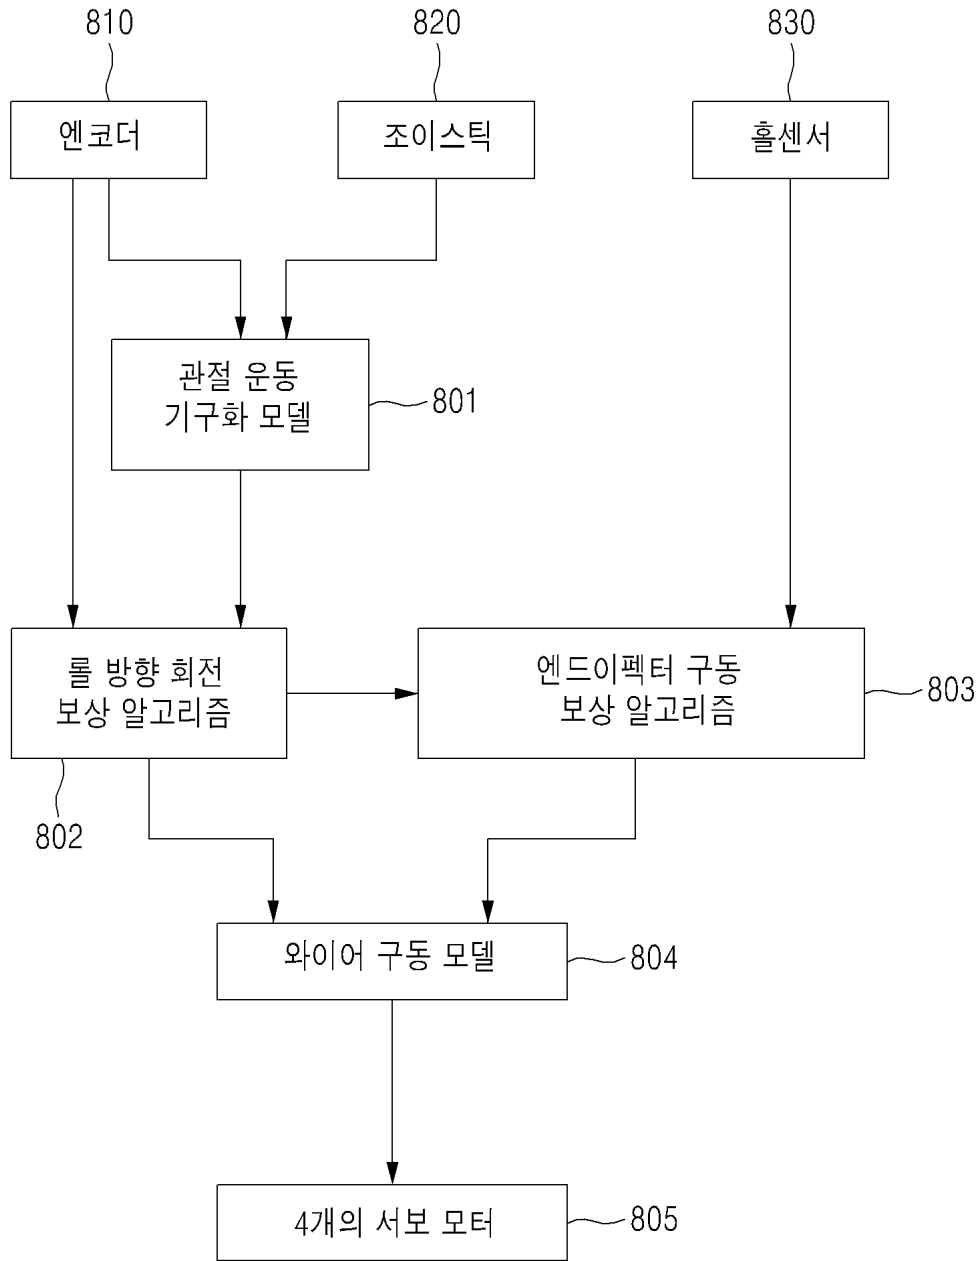 810
820
830
엔코더
조이스틱
홀센서
관절 운동
기구화 모델
801
롤 방향 회전
보상 알고리즘
엔드이펙터 구동
보상 알고리즘
803
802
와이어 구동 모델
804
4개의 서보 모터
805